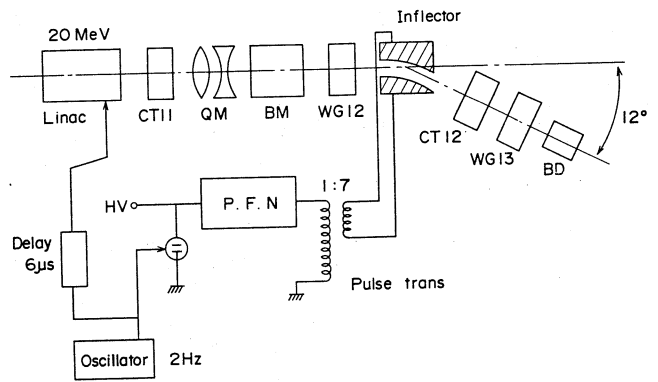 Inflector
20 MeV
Linac
CT11
QM
BM
WG12
CT12
WG13
BD
12°
1:7
HV
P. F. N
Delay
6μs
Pulse trans
Oscillator
2Hz